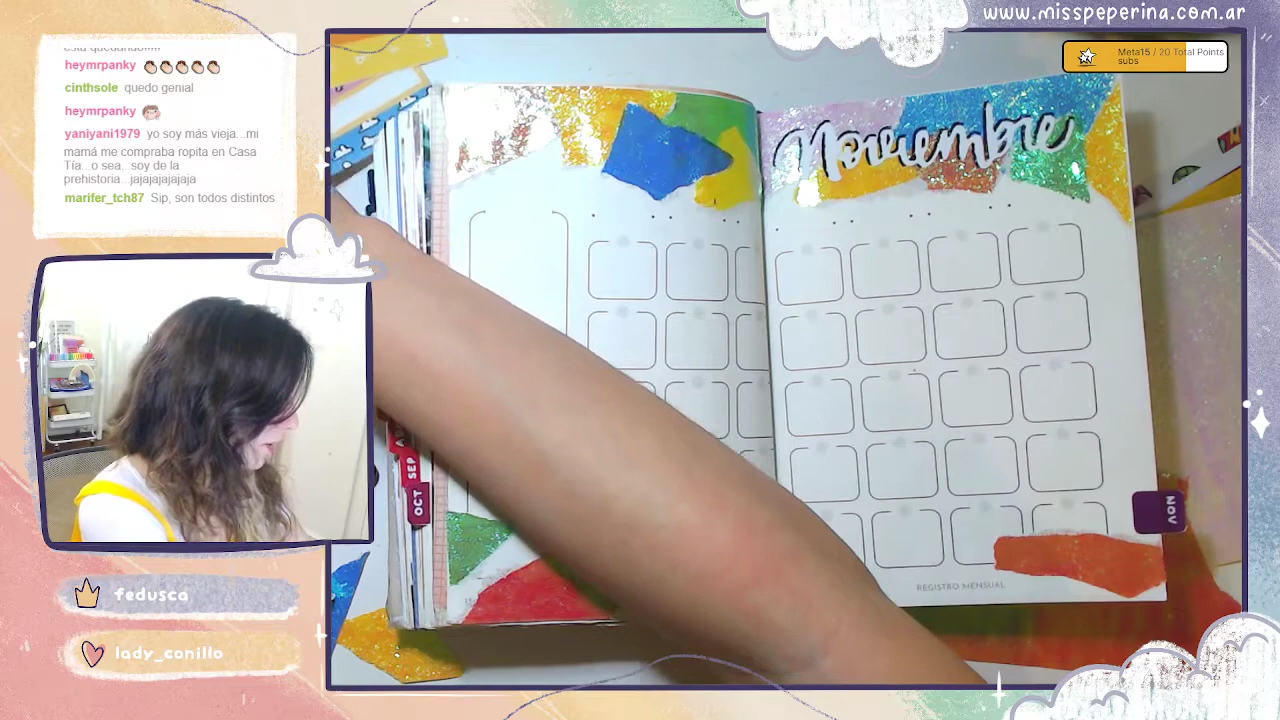 www.misspeperina.com.ar
Meta15 / 20 Total Points
subs
heymrpanky
cinthsole quedo genial
heymrpanky
yaniyani1979 yo soy más vieja...mi
mamá me compraba ropita en Casa
Tía...o sea...soy de la
prehistoria...jajajajajajaja
marifer_tch87 Sip, son todos distintos
Noviembre
SEP
OCT
NOV
REGISTRO MENSUAL
fedusca
lady_conillo